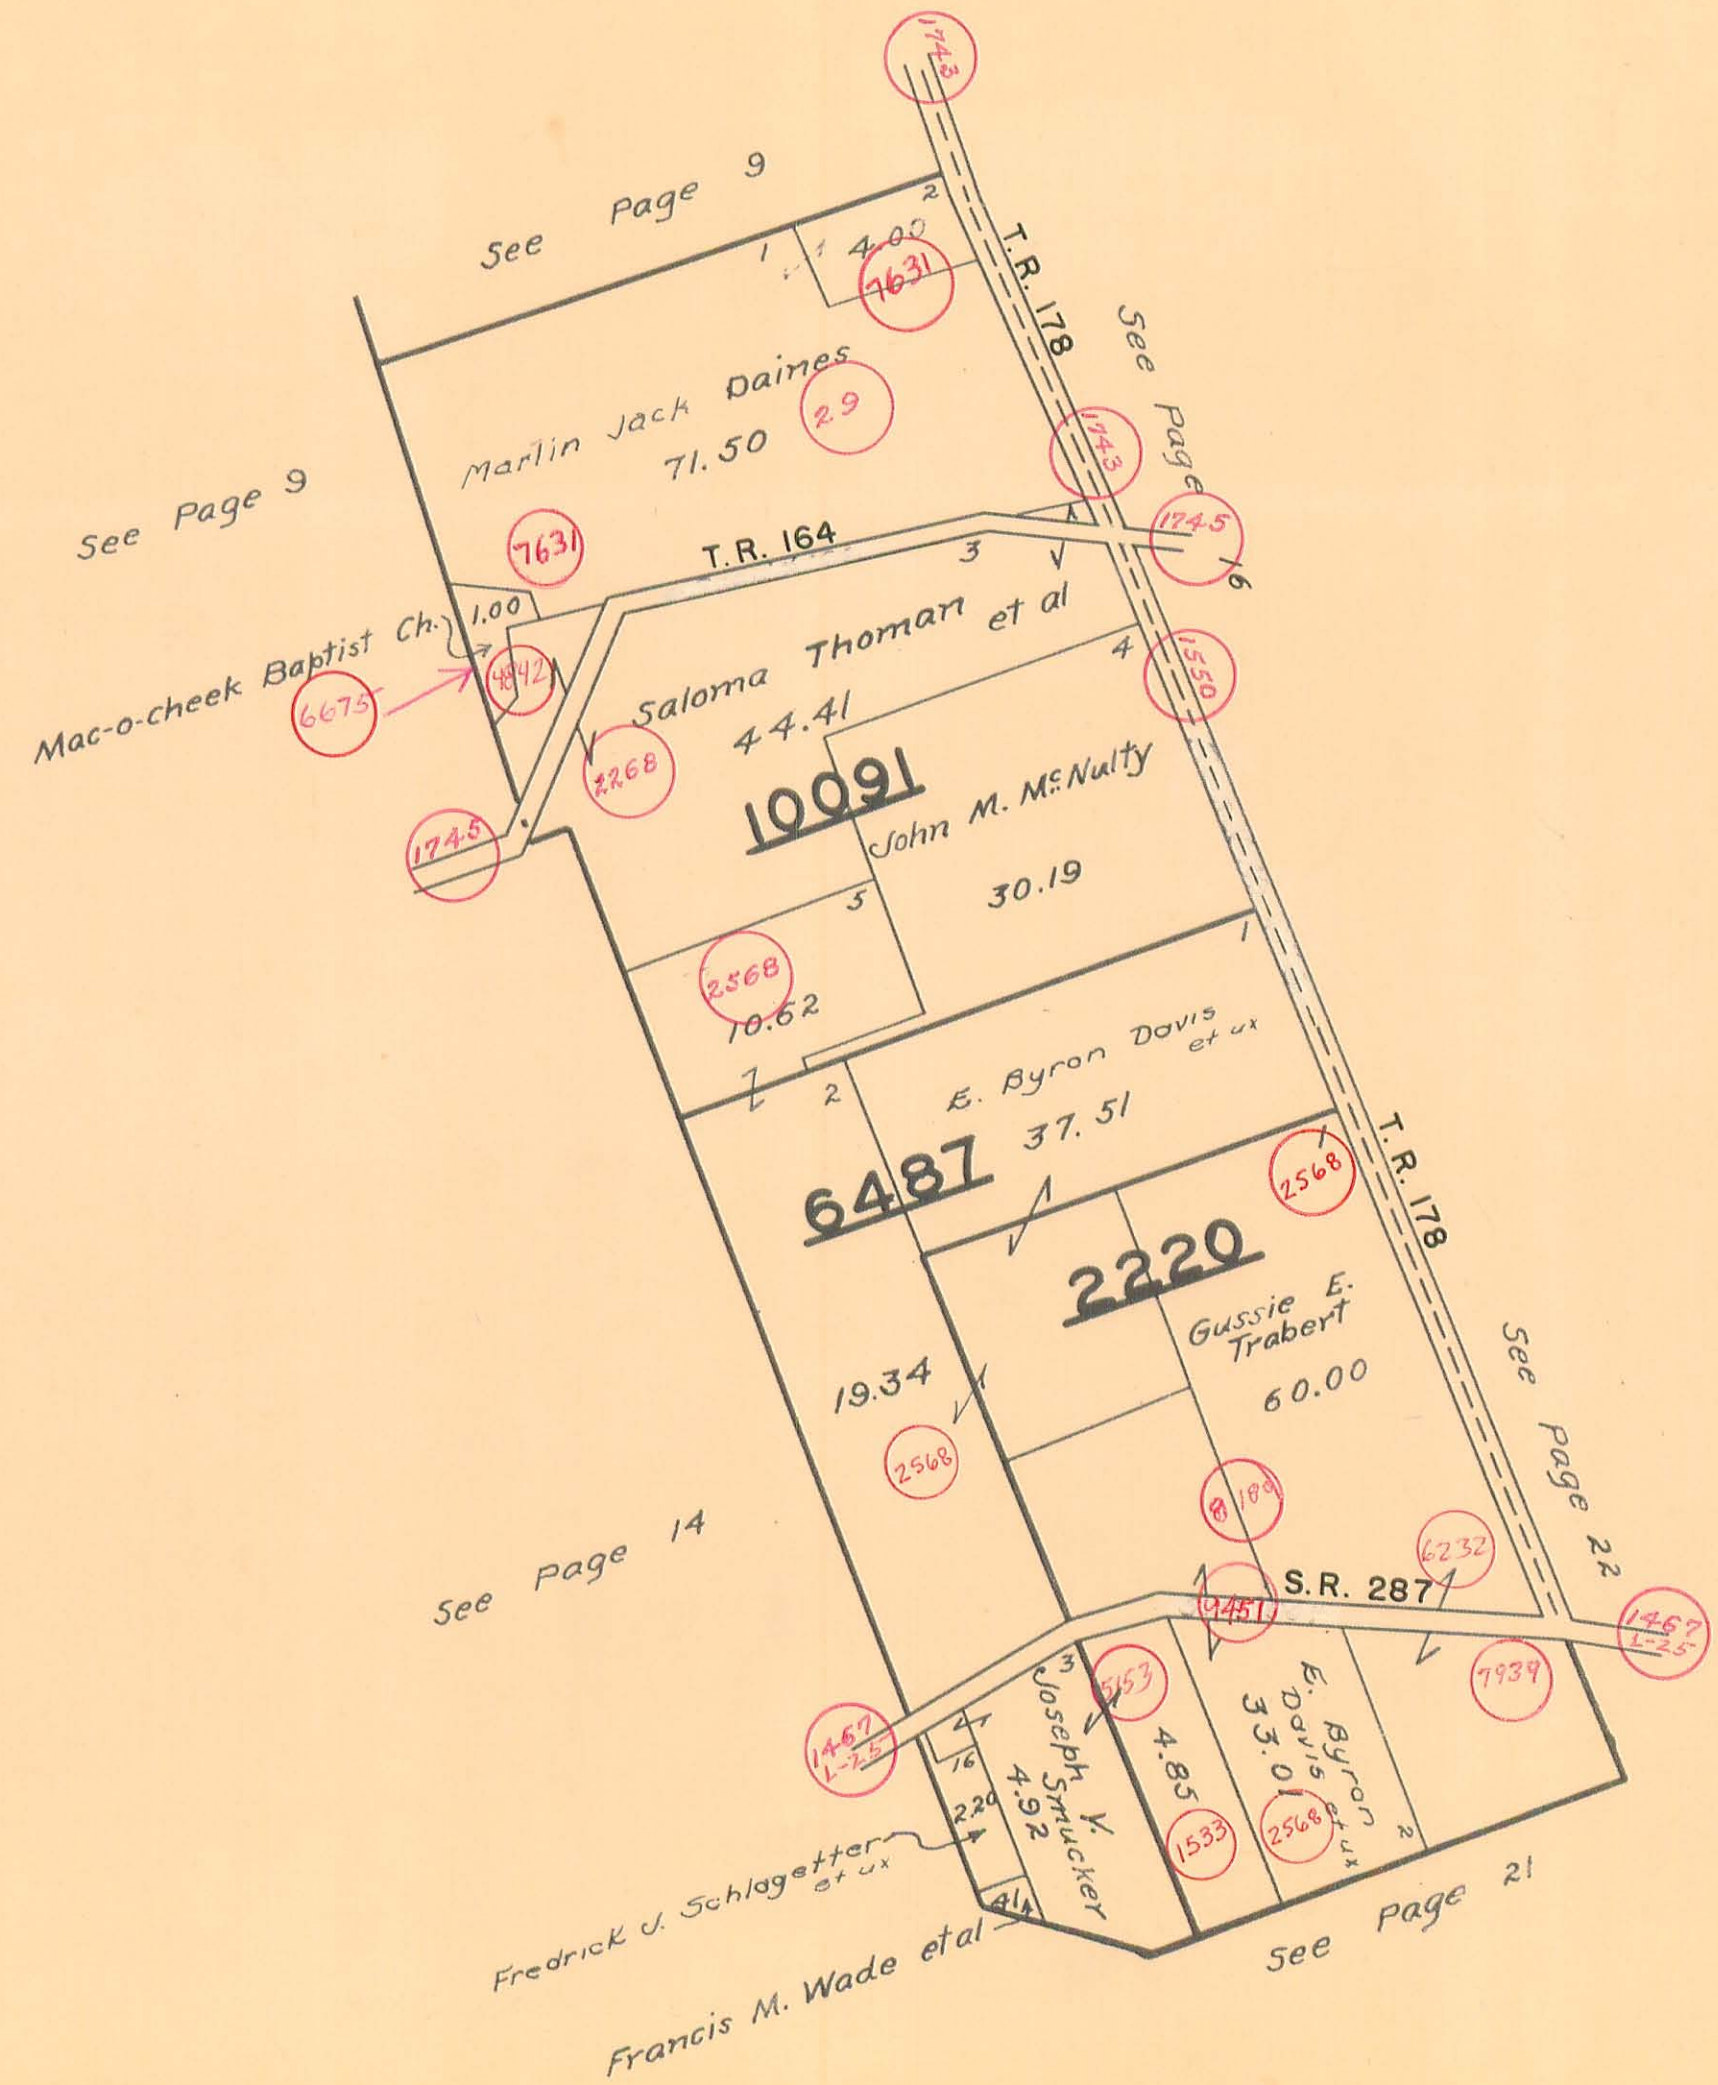 1743
See Page 9
2
1
4.00
7631
T.R. 178
See Page 16
Marlin Jack Daines
29
71.50
1743
See Page 9
1745
7631
T.R. 164
3
1.00
Mac-o-cheek Baptist Ch.
6675
4842
Saloma Thoman et al
44.41
4
1550
2268
10091
John M. McNulty
30.19
1745
5
2568
10.62
1
2
E. Byron Davis
et ux
37.51
6487
1
2568
T.R. 178
2220
Gussie E.
Trabert
60.00
19.34
2568
See Page 22
See Page 14
8189
6232
S.R. 287
9451
1467
L-25
3
5153
7939
1467
L-25
4
16
Joseph V.
Smucker
4.92
4.85
1533
E. Byron
Davis et ux
33.01
2568
2
2.20
Fredrick J. Schlagetter
et ux
.41
Francis M. Wade et al
See Page 21